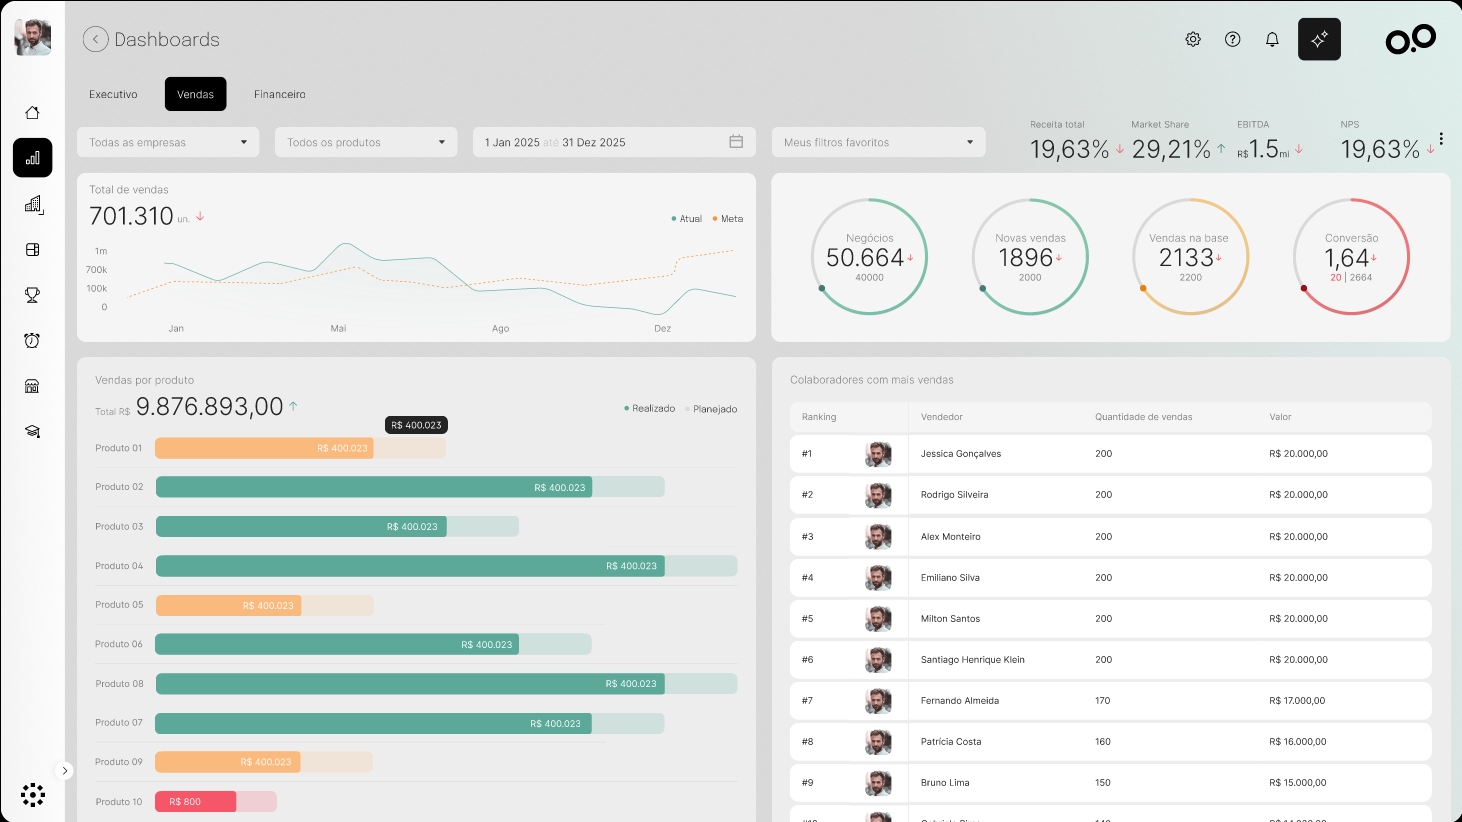 Dashboards
Executivo
Vendas
Financeiro
Todas as empresas
Todos os produtos
1 Jan 2025 até 31 Dez 2025
Meus filtros favoritos
Receita total
19,63%
Market Share
29,21%
EBITDA
R$ 1.5 mi
NPS
19,63%
Total de vendas
701.310 un.
Atual
Meta
1m
700k
100k
0
Jan
Mai
Ago
Dez
Negócios
50.664
40000
Novas vendas
1896
2000
Vendas na base
2133
2200
Conversão
1,64
20 | 2664
Vendas por produto
Total R$ 9.876.893,00
Realizado
Planejado
R$ 400.023
Produto 01 R$ 400.023
Produto 02 R$ 400.023
Produto 03 R$ 400.023
Produto 04 R$ 400.023
Produto 05 R$ 400.023
Produto 06 R$ 400.023
Produto 08 R$ 400.023
Produto 07 R$ 400.023
Produto 09 R$ 400.023
Produto 10 R$ 800
Colaboradores com mais vendas
Ranking Vendedor Quantidade de vendas Valor
#1 Jessica Gonçalves 200 R$ 20.000,00
#2 Rodrigo Silveira 200 R$ 20.000,00
#3 Alex Monteiro 200 R$ 20.000,00
#4 Emiliano Silva 200 R$ 20.000,00
#5 Milton Santos 200 R$ 20.000,00
#6 Santiago Henrique Klein 200 R$ 20.000,00
#7 Fernando Almeida 170 R$ 17.000,00
#8 Patrícia Costa 160 R$ 16.000,00
#9 Bruno Lima 150 R$ 15.000,00